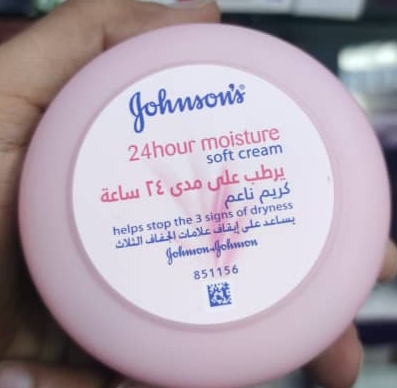 Johnson's®
24hour moisture
soft cream
يرطب على مدى ٢٤ ساعة
كريم ناعم
helps stop the 3 signs of dryness
يساعد على إيقاف علامات الجفاف الثلاث
Johnson & Johnson
851156